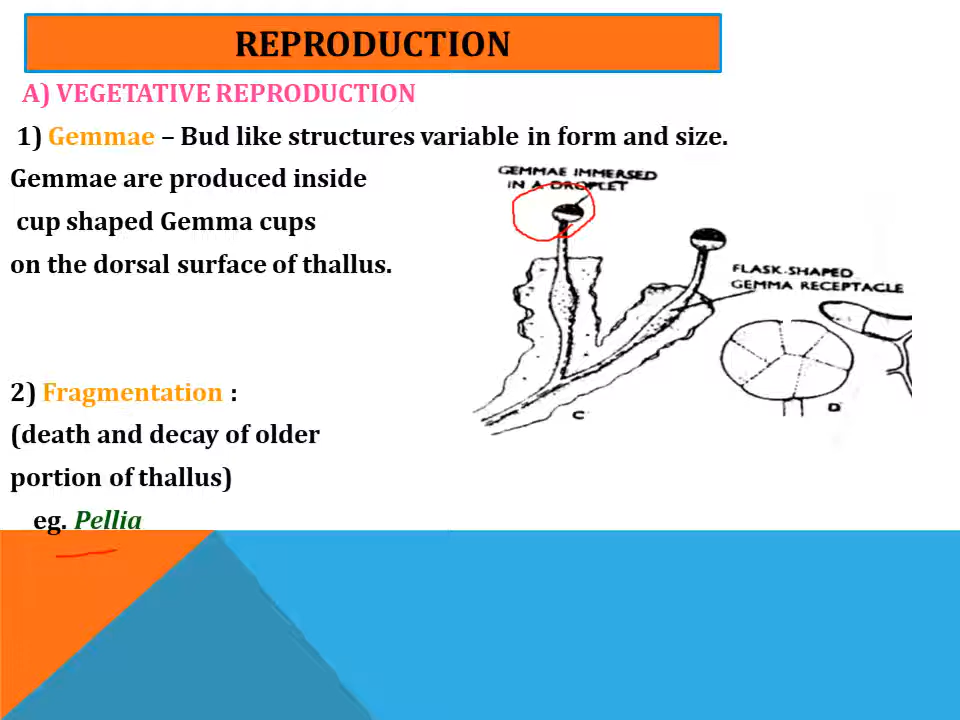 REPRODUCTION
A) VEGETATIVE REPRODUCTION
1) Gemmae – Bud like structures variable in form and size.
Gemmae are produced inside
cup shaped Gemma cups
on the dorsal surface of thallus.
GEMMAE IMMERSED
IN A DROPLET
FLASK-SHAPED
GEMMA RECEPTACLE
C
D
2) Fragmentation :
(death and decay of older
portion of thallus)
eg. Pellia